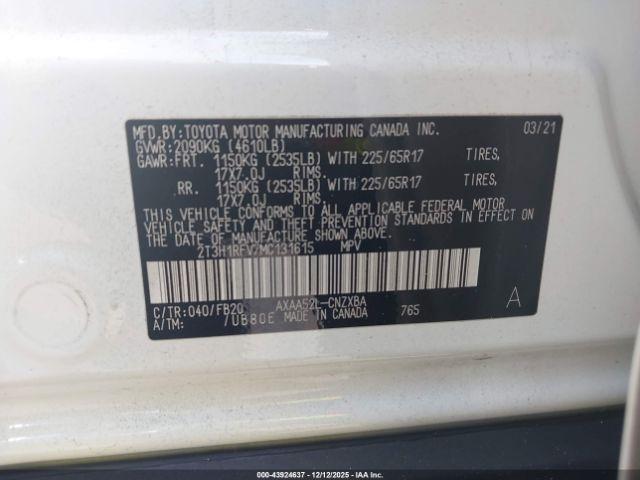 MFD.BY:TOYOTA MOTOR MANUFACTURING CANADA INC. 03/21
GVWR:2090KG (4610LB)
GAWR:FRT. 1150KG (2535LB) WITH 225/65R17 TIRES,
17X7.0J RIMS.
RR. 1150KG (2535LB) WITH 225/65R17 TIRES,
17X7.0J RIMS.
THIS VEHICLE CONFORMS TO ALL APPLICABLE FEDERAL MOTOR
VEHICLE SAFETY AND THEFT PREVENTION STANDARDS IN EFFECT ON
THE DATE OF MANUFACTURE SHOWN ABOVE.
2T3H1RFV7MC131615 MPV
C/TR:040/FB20 AXAA52L-CNZXBA A
A/TM: /UB80E MADE IN CANADA 765
000-43924637 - 12/12/2025 - IAA Inc.